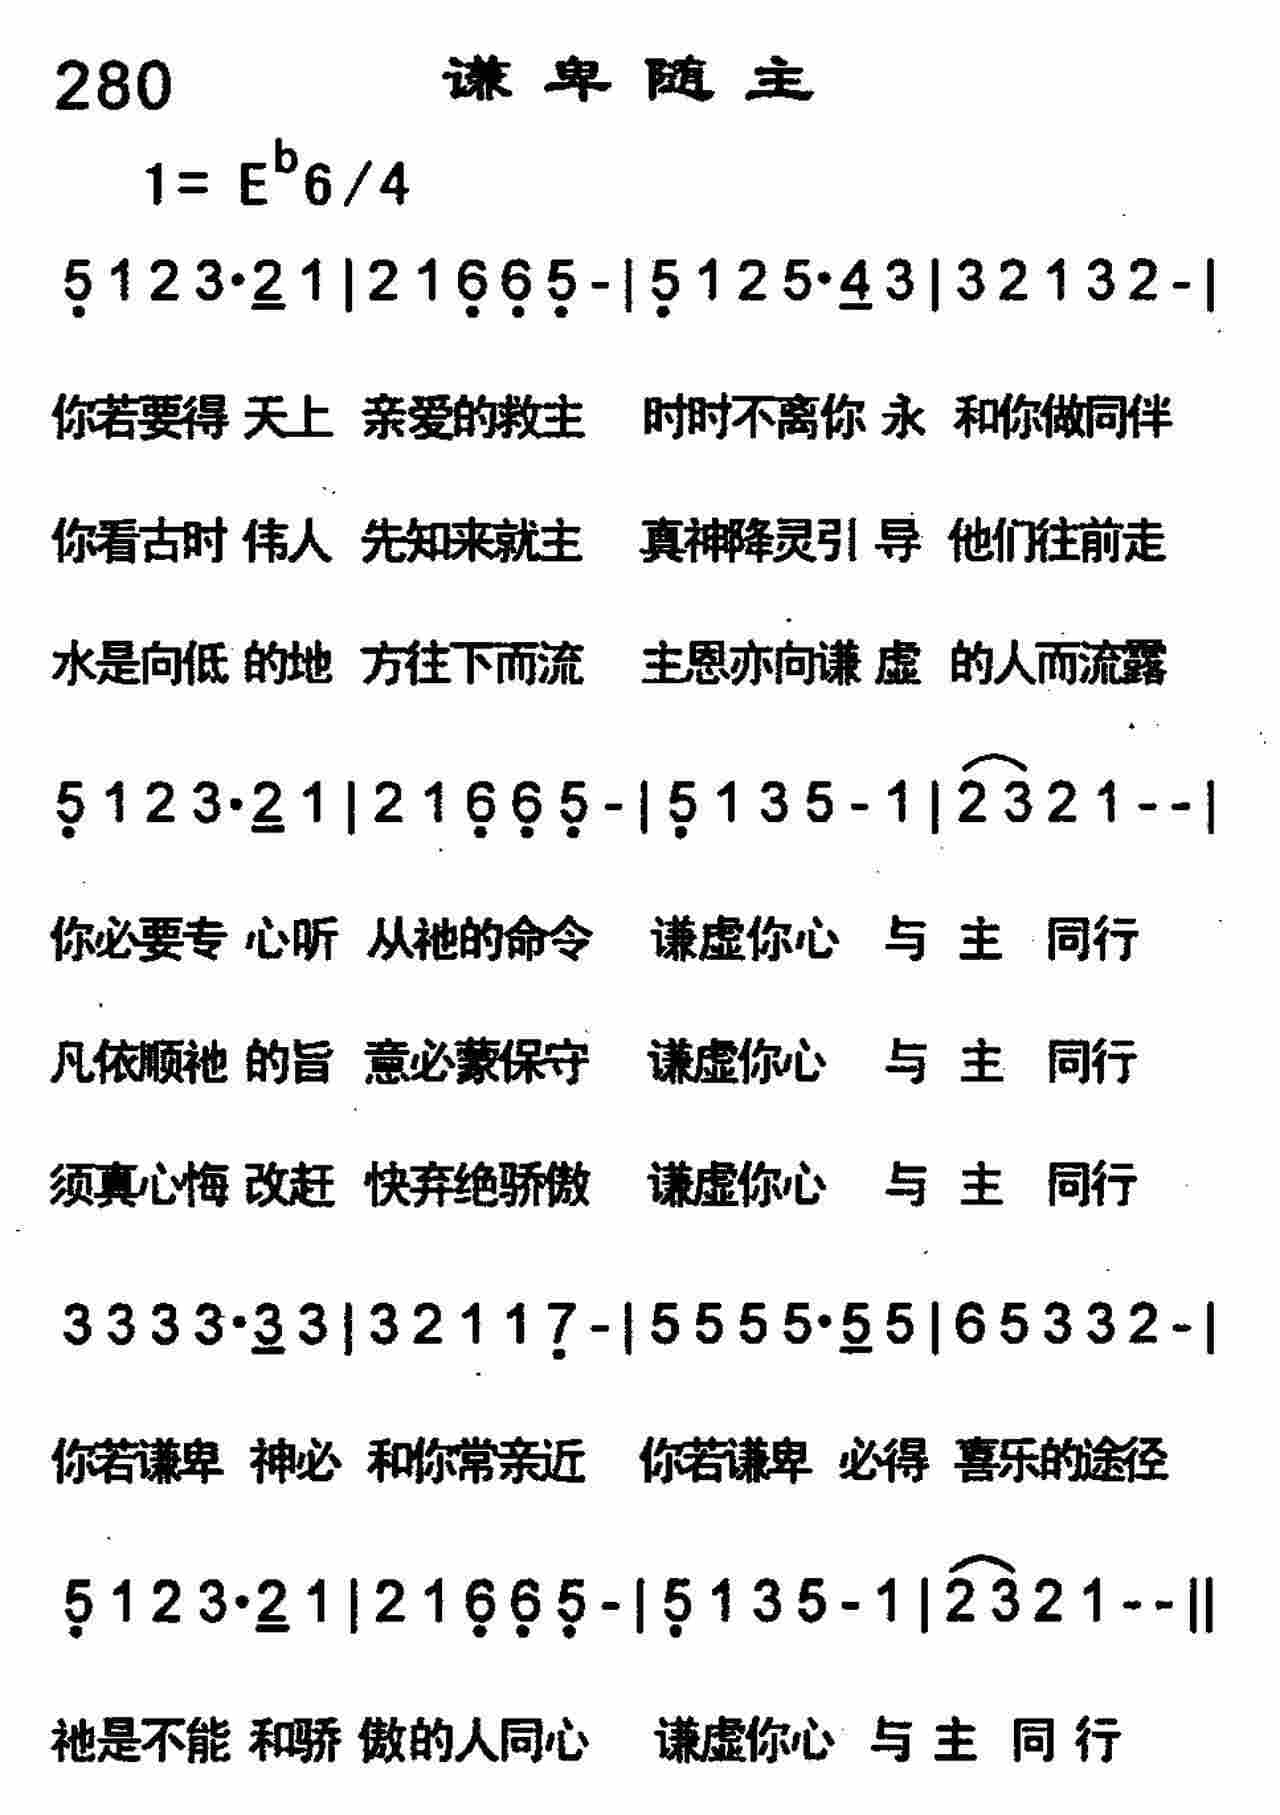 280 谦卑随主
1= E♭6/4
5̣ 1 2 3·2̲ 1 | 2 1 6̣ 6̣ 5̣ - | 5̣ 1 2 5·4̲ 3 | 3 2 1 3 2 - |
你若要得 天上 亲爱的救主 时时不离你 永 和你做同伴
你看古时 伟人 先知来就主 真神降灵引 导 他们往前走
水是向低 的地 方往下而流 主恩亦向谦 虚 的人而流露
5̣ 1 2 3·2̲ 1 | 2 1 6̣ 6̣ 5̣ - | 5̣ 1 3 5 - 1 | 2 3 2 1 - - |
你必要专 心听 从祂的命令 谦虚你心 与 主 同行
凡依顺祂 的旨 意必蒙保守 谦虚你心 与 主 同行
须真心悔 改赶 快弃绝骄傲 谦虚你心 与 主 同行
3 3 3 3·3̲ 3 | 3 2 1 1 7̣ - | 5 5 5 5·5̲ 5 | 6 5 3 3 2 - |
你若谦卑 神必 和你常亲近 你若谦卑 必得 喜乐的途径
5̣ 1 2 3·2̲ 1 | 2 1 6̣ 6̣ 5̣ - | 5̣ 1 3 5 - 1 | 2 3 2 1 - - ||
祂是不能 和骄 傲的人同心 谦虚你心 与 主 同 行